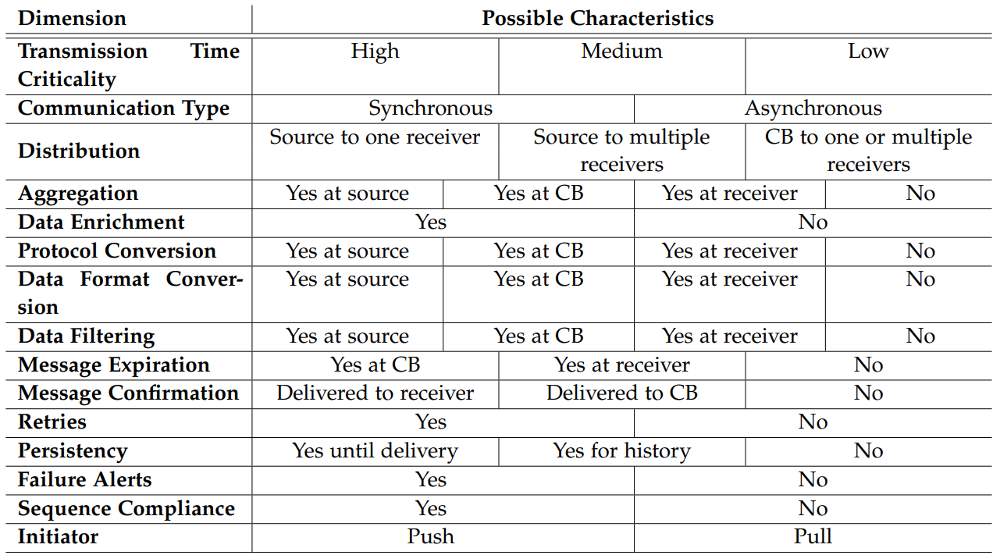 Dimension Possible Characteristics
Transmission Time High Medium Low
Criticality
Communication Type Synchronous Asynchronous
Distribution Source to one receiver Source to multiple receivers CB to one or multiple receivers
Aggregation Yes at source Yes at CB Yes at receiver No
Data Enrichment Yes No
Protocol Conversion Yes at source Yes at CB Yes at receiver No
Data Format Conver- Yes at source Yes at CB Yes at receiver No
sion
Data Filtering Yes at source Yes at CB Yes at receiver No
Message Expiration Yes at CB Yes at receiver No
Message Confirmation Delivered to receiver Delivered to CB No
Retries Yes No
Persistency Yes until delivery Yes for history No
Failure Alerts Yes No
Sequence Compliance Yes No
Initiator Push Pull